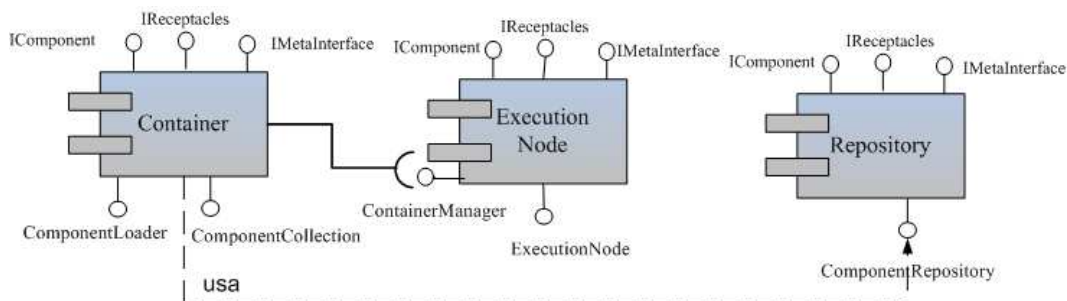 IComponent
IReceptacles
IMetaInterface
Container
ComponentLoader
ComponentCollection
IComponent
IReceptacles
IMetaInterface
Execution
Node
ContainerManager
ExecutionNode
IComponent
IReceptacles
IMetaInterface
Repository
ComponentRepository
usa